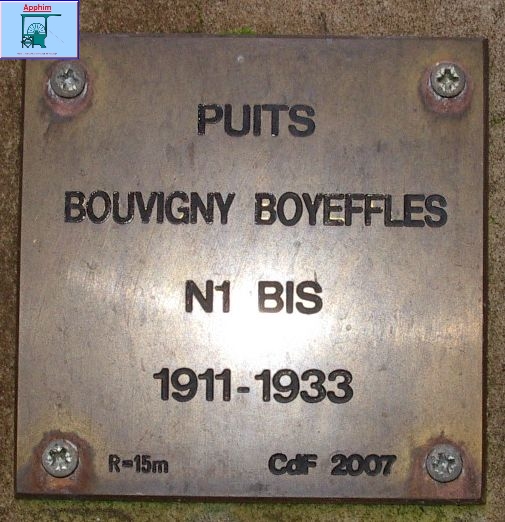 Apphim
PUITS
BOUVIGNY BOYEFFLES
N1 BIS
1911-1933
R=15m CdF 2007